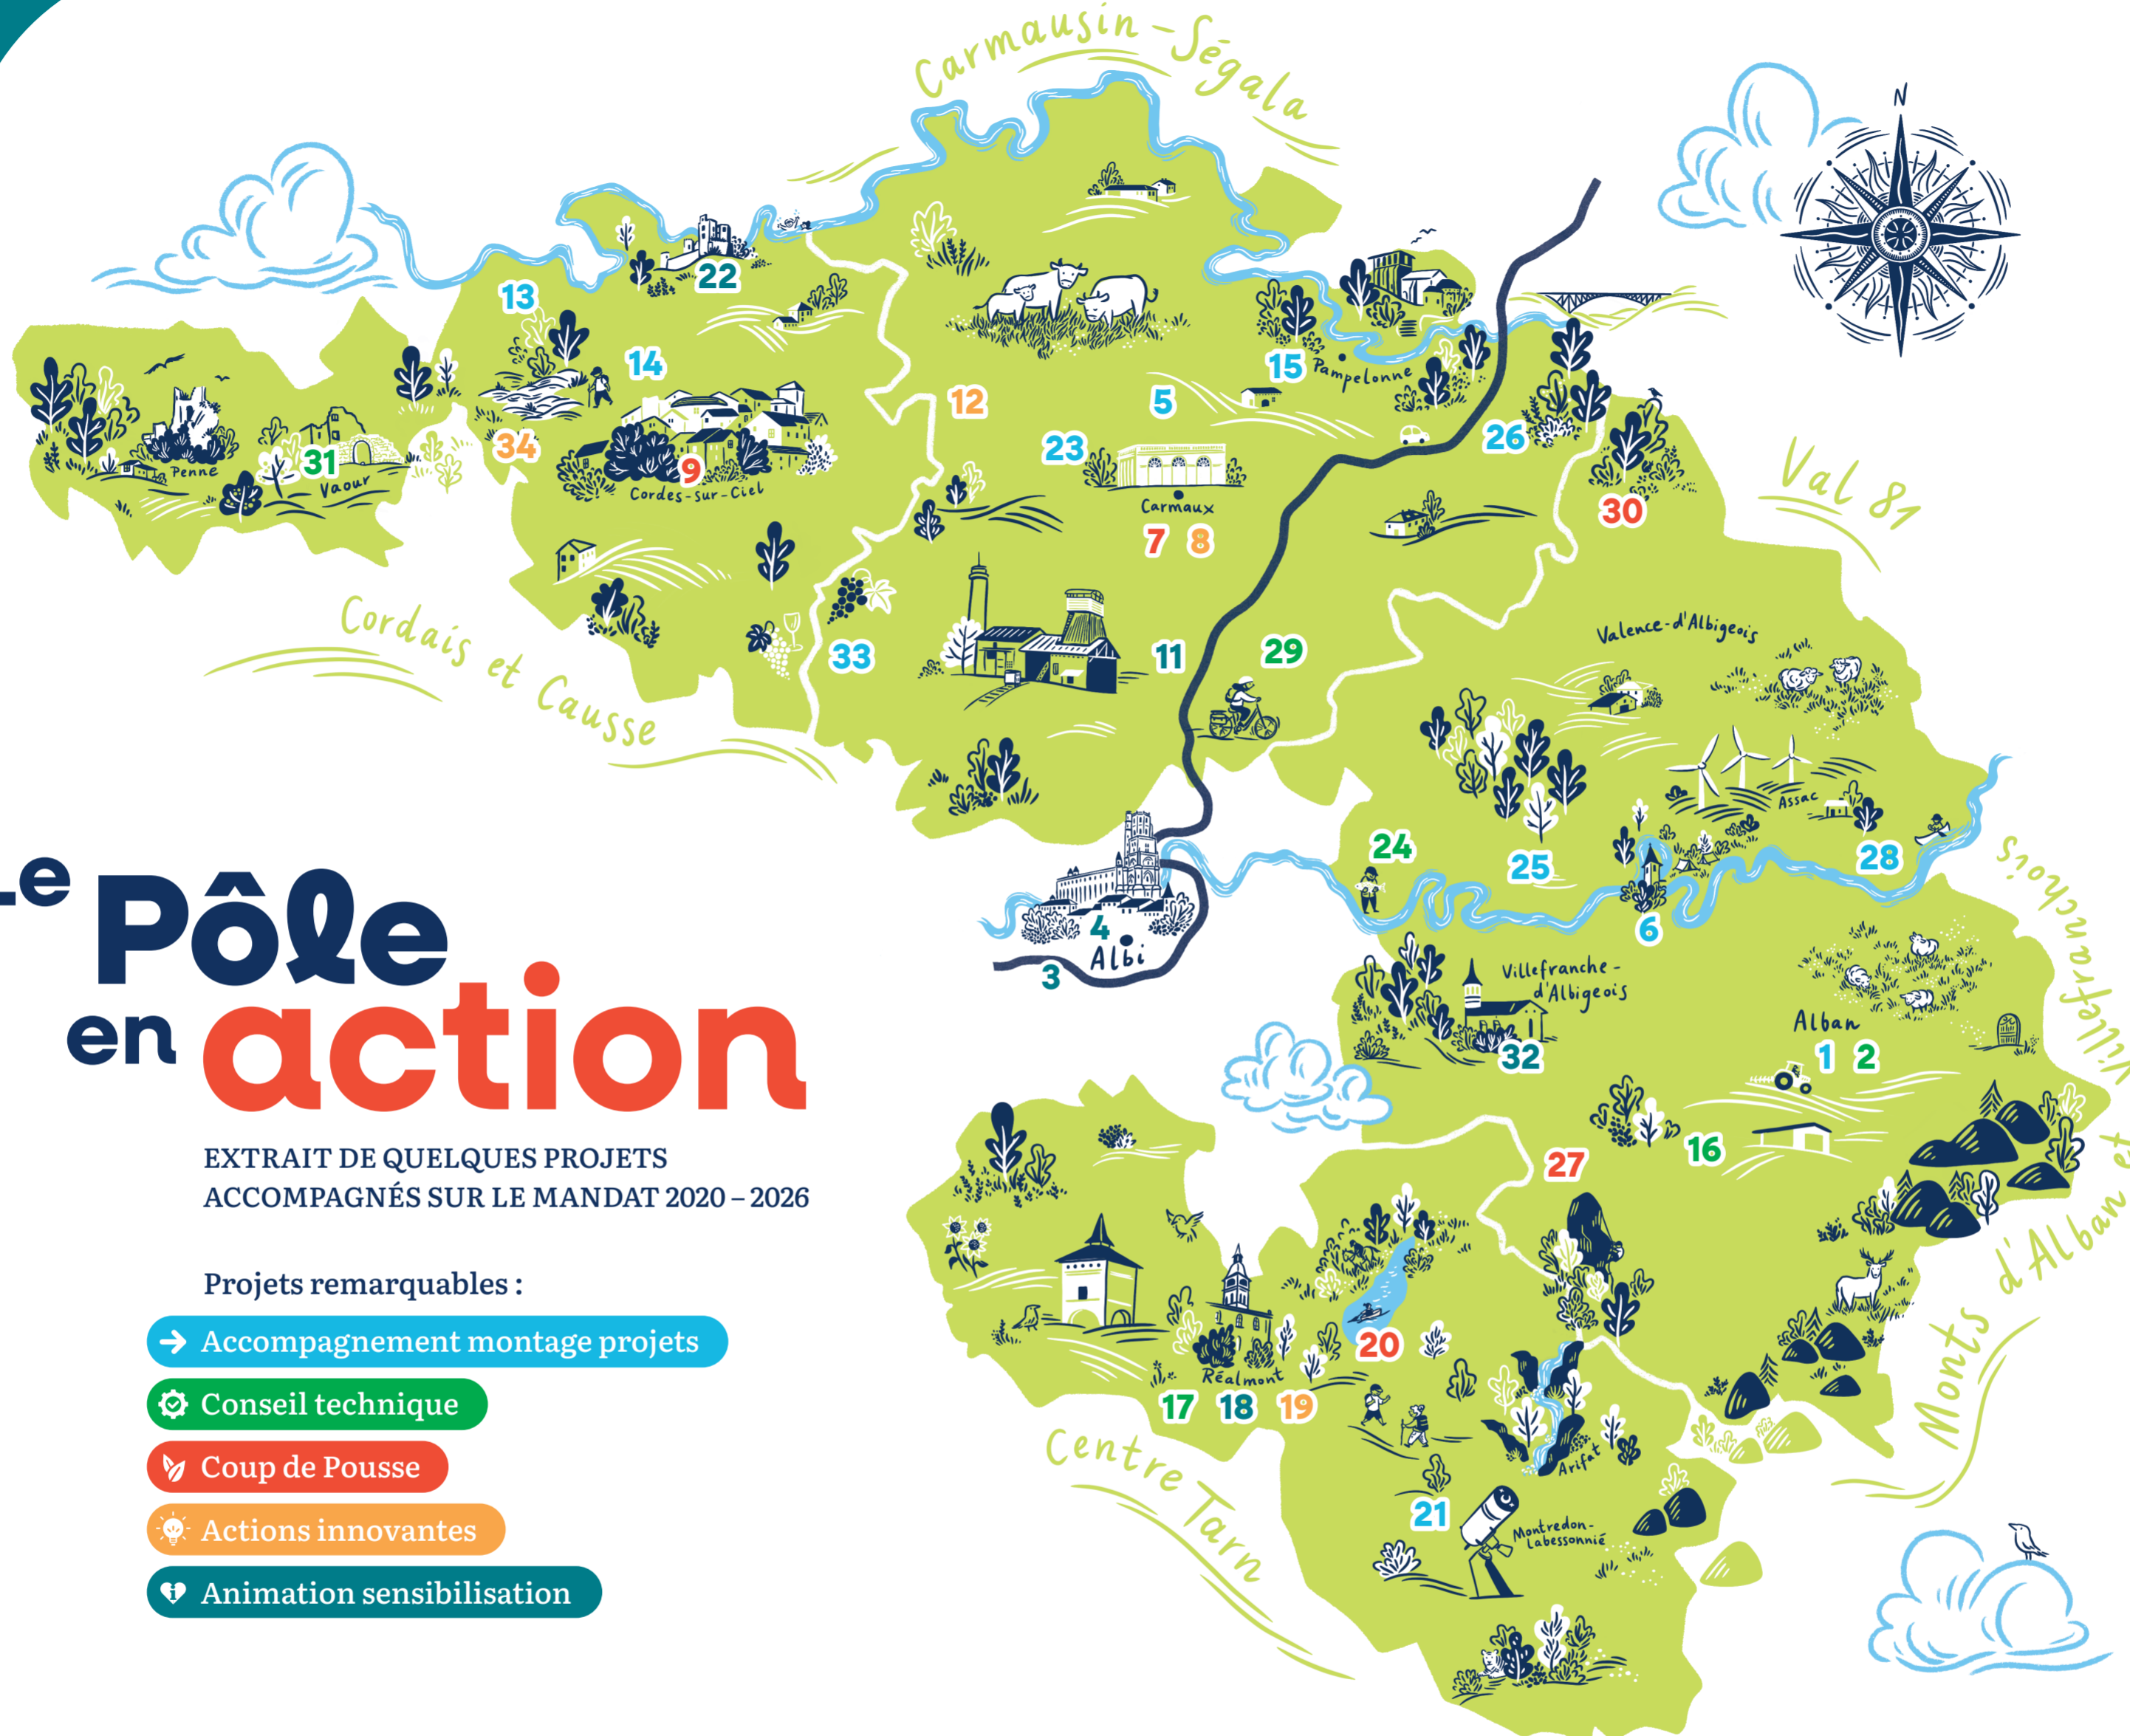 Carmausin-Ségala
N
22
13
14
15
Pampelonne
12
5
34
31
Penne
Vaour
9
Cordes-sur-Ciel
23
Carmaux
7 8
26
30
Val 81
Cordais et Causse
33
11
29
Valence-d'Albigeois
Assac
24
25
28
6
4
Albi
3
Villefranche-
d'Albigeois
32
Alban
1 2
16
27
Monts d'Alban et Villefranchois
Le Pôle
en action
EXTRAIT DE QUELQUES PROJETS
ACCOMPAGNÉS SUR LE MANDAT 2020 – 2026
Projets remarquables :
Accompagnement montage projets
Conseil technique
Coup de Pousse
Actions innovantes
Animation sensibilisation
20
Réalmont
17 18 19
Centre Tarn
Arifat
21
Montredon-
Labessonnié